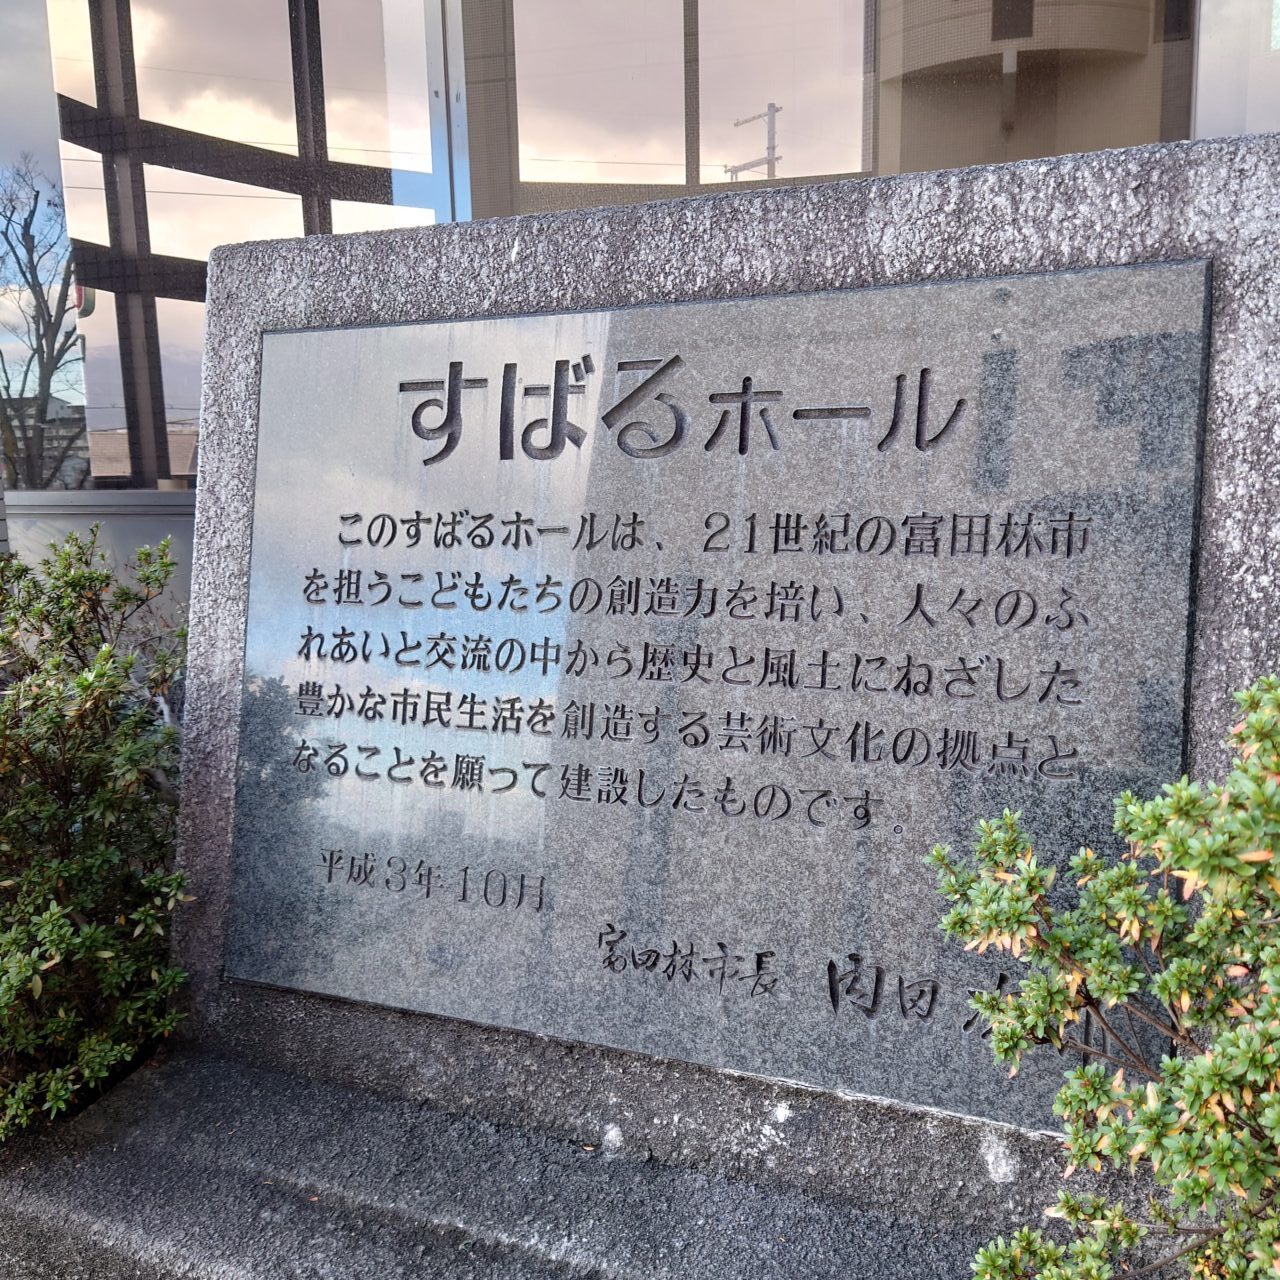 すばるホール
このすばるホールは、21世紀の富田林市
を担うこどもたちの創造力を培い、人々のふ
れあいと交流の中から歴史と風土にねざした
豊かな市民生活を創造する芸術文化の拠点と
なることを願って建設したものです。
平成3年10月
富田林市長 内田